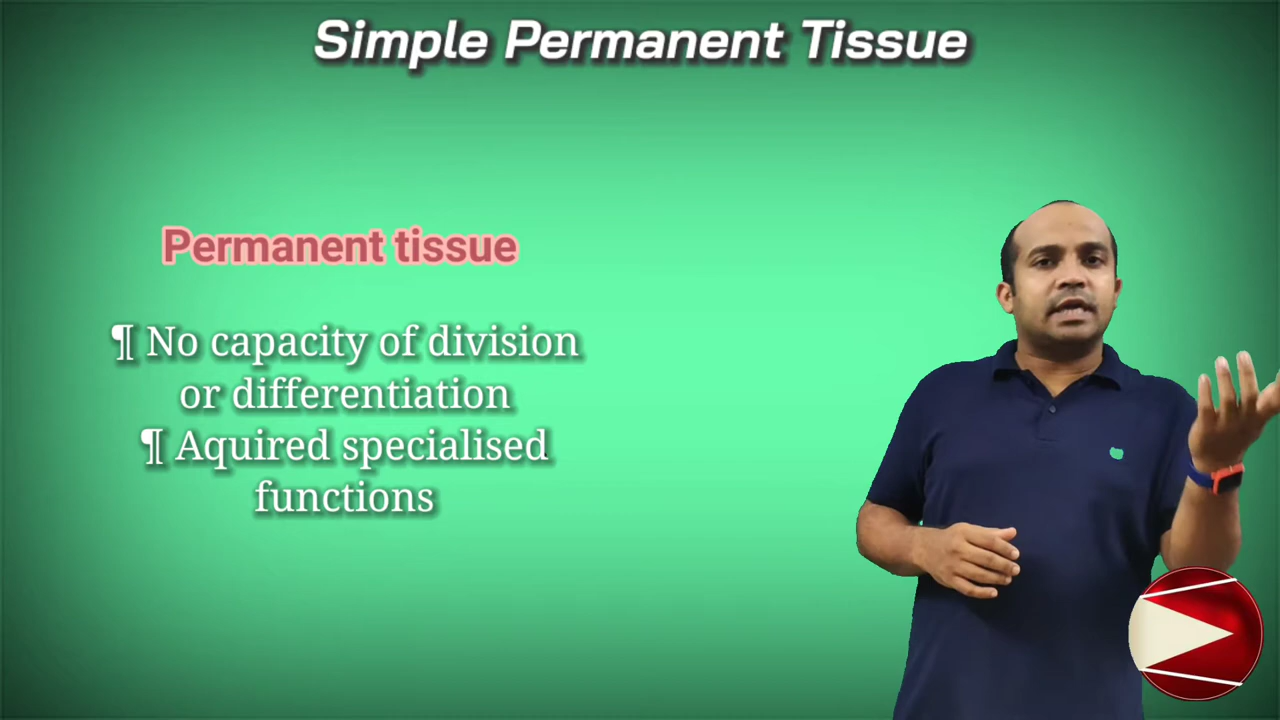 Simple Permanent Tissue
Permanent tissue
¶ No capacity of division
or differentiation
¶ Aquired specialised
functions